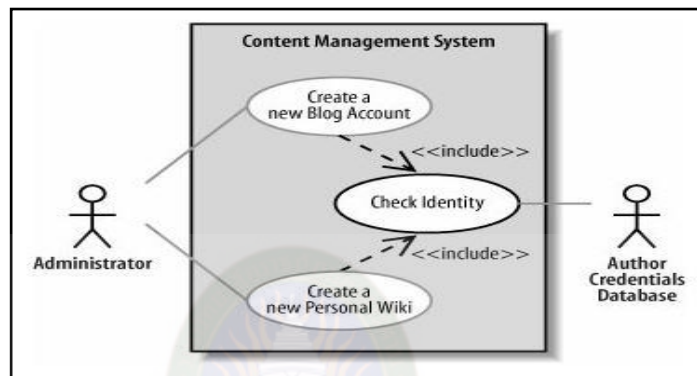 Content Management System
Create a
new Blog Account
<<include>>
Check Identity
<<include>>
Administrator
Author
Credentials
Database
Create a
new Personal Wiki